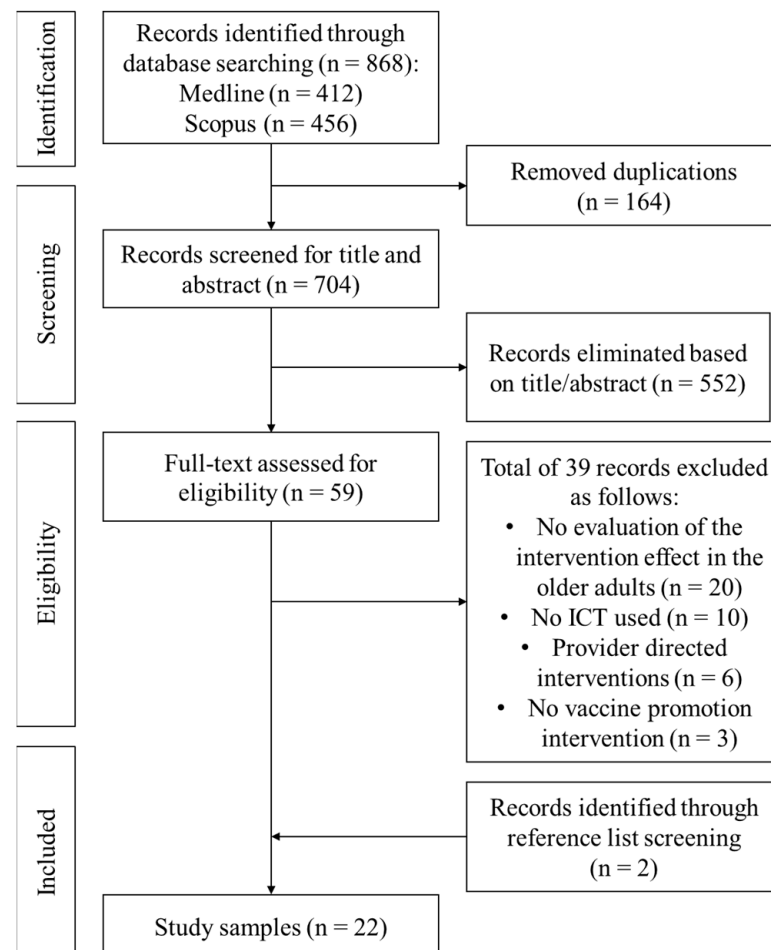 Identification
Records identified through
database searching (n = 868):
Medline (n = 412)
Scopus (n = 456)
Removed duplications
(n = 164)
Screening
Records screened for title and
abstract (n = 704)
Records eliminated based
on title/abstract (n = 552)
Eligibility
Full-text assessed for
eligibility (n = 59)
Total of 39 records excluded
as follows:
• No evaluation of the
intervention effect in the
older adults (n = 20)
• No ICT used (n = 10)
• Provider directed
interventions (n = 6)
• No vaccine promotion
intervention (n = 3)
Included
Records identified through
reference list screening
(n = 2)
Study samples (n = 22)